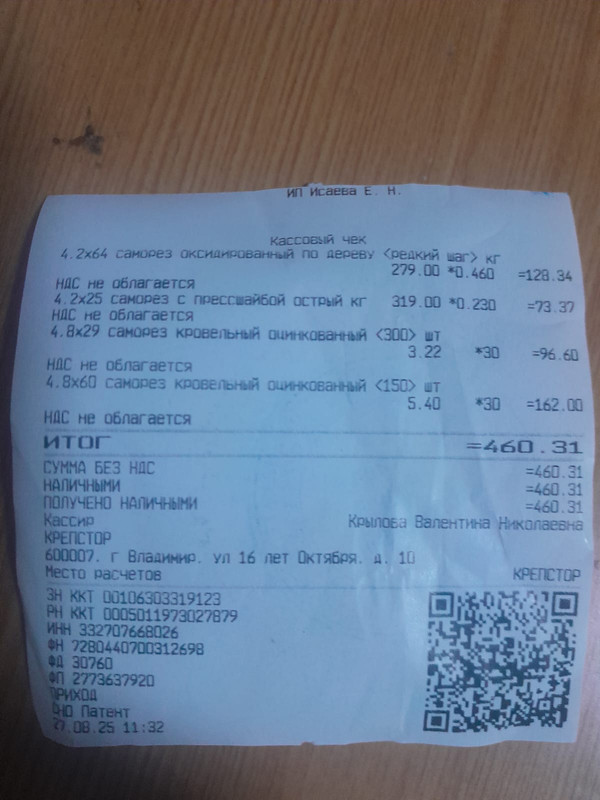 ИП Исаева Е. Н.
Кассовый чек
4.2x64 саморез оксидированный по дереву <редкий шаг> кг
279.00 *0.460 =128.34
НДС не облагается
4.2x25 саморез с прессшайбой острый кг 319.00 *0.230 =73.37
НДС не облагается
4.8x29 саморез кровельный оцинкованный <300> шт
3.22 *30 =96.60
НДС не облагается
4.8x60 саморез кровельный оцинкованный <150> шт
5.40 *30 =162.00
НДС не облагается
ИТОГ =460.31
СУММА БЕЗ НДС =460.31
НАЛИЧНЫМИ =460.31
ПОЛУЧЕНО НАЛИЧНЫМИ =460.31
Кассир Крылова Валентина Николаевна
КРЕПСТОР
600007. г Владимир. ул 16 лет Октября. д. 10
Место расчетов КРЕПСТОР
ЗН ККТ 00106303319123
РН ККТ 0005011973027879
ИНН 332707668026
ФН 7280440700312698
ФД 30760
ФП 2773637920
ПРИХОД
СНО Патент
27.08.25 11:32